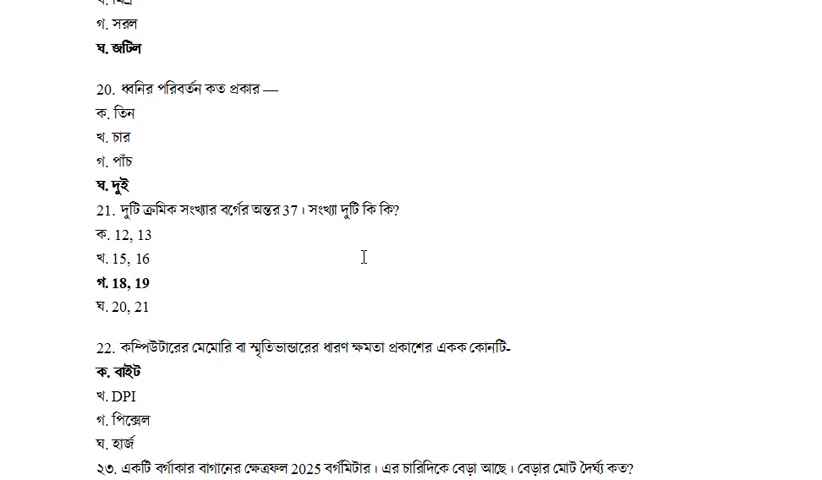 খ. মিশ্র
গ. সরল
ঘ. জটিল
20. ধ্বনির পরিবর্তন কত প্রকার —
ক. তিন
খ. চার
গ. পাঁচ
ঘ. দুই
21. দুটি ক্রমিক সংখ্যার বর্গের অন্তর 37। সংখ্যা দুটি কি কি?
ক. 12, 13
খ. 15, 16
গ. 18, 19
ঘ. 20, 21
22. কম্পিউটারের মেমোরি বা স্মৃতিভান্ডারের ধারণ ক্ষমতা প্রকাশের একক কোনটি-
ক. বাইট
খ. DPI
গ. পিক্সেল
ঘ. হার্জ
২৩. একটি বর্গাকার বাগানের ক্ষেত্রফল 2025 বর্গমিটার। এর চারিদিকে বেড়া আছে। বেড়ার মোট দৈর্ঘ্য কত?